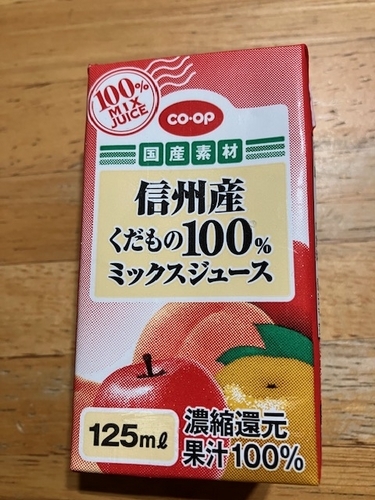 100%
MIX
JUICE
CO·OP
国産素材
信州産
くだもの100%
ミックスジュース
125mℓ
濃縮還元
果汁100%